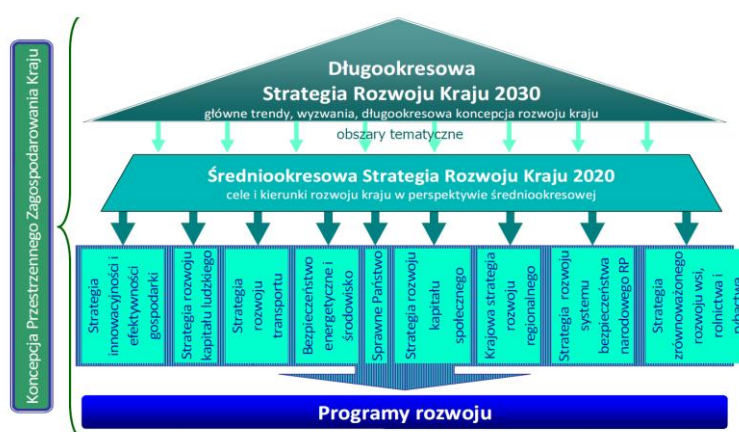 Koncepcja Przestrzennego Zagospodarowania Kraju
Długookresowa
Strategia Rozwoju Kraju 2030
główne trendy, wyzwania, długookresowa koncepcja rozwoju kraju
obszary tematyczne
Średniookresowa Strategia Rozwoju Kraju 2020
cele i kierunki rozwoju kraju w perspektywie średniookresowej
Strategia
innowacyjności i
efektywności
gospodarki
Strategia rozwoju
kapitału ludzkiego
Strategia
rozwoju
transportu
Bezpieczeństwo
energetyczne i
środowisko
Sprawne Państwo
Strategia rozwoju
kapitału
społecznego
Krajowa strategia
rozwoju
regionalnego
Strategia rozwoju
systemu
bezpieczeństwa
narodowego RP
Strategia
zrównoważonego
rozwoju wsi,
rolnictwa i
Programy rozwoju